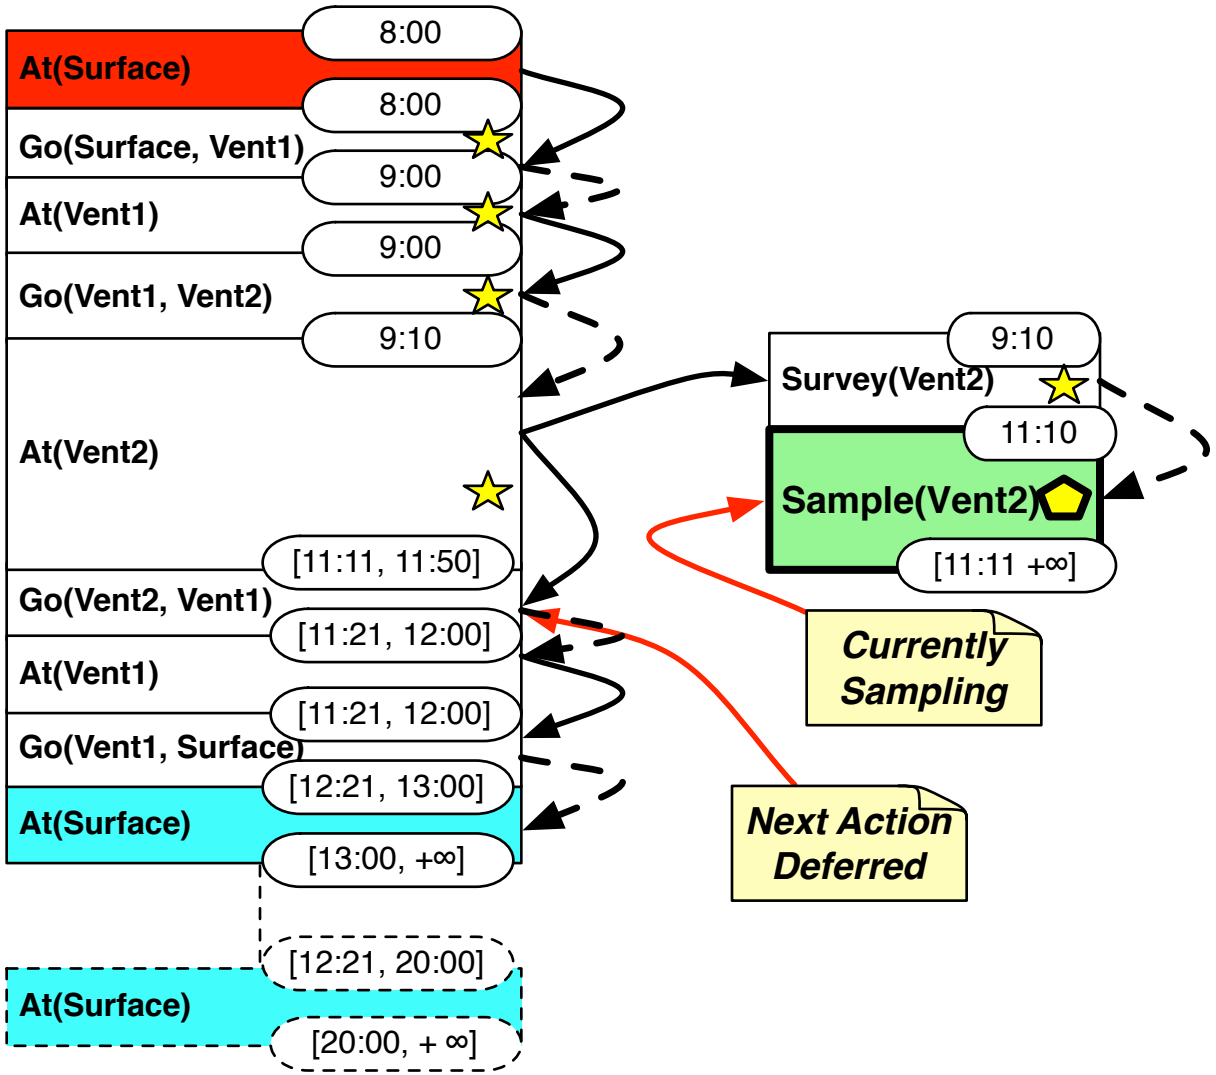 8:00
At(Surface)
8:00
Go(Surface, Vent1)
9:00
At(Vent1)
9:00
Go(Vent1, Vent2)
9:10
At(Vent2)
[11:11, 11:50]
Go(Vent2, Vent1)
[11:21, 12:00]
At(Vent1)
[11:21, 12:00]
Go(Vent1, Surface)
[12:21, 13:00]
At(Surface)
[13:00, +∞]
[12:21, 20:00]
At(Surface)
[20:00, + ∞]
9:10
Survey(Vent2)
11:10
Sample(Vent2)
[11:11 +∞]
Currently
Sampling
Next Action
Deferred